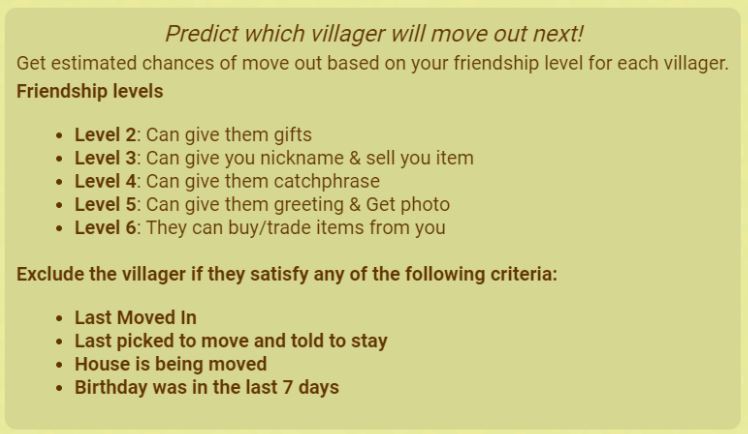 Predict which villager will move out next!
Get estimated chances of move out based on your friendship level for each villager.
Friendship levels
• Level 2: Can give them gifts
• Level 3: Can give you nickname & sell you item
• Level 4: Can give them catchphrase
• Level 5: Can give them greeting & Get photo
• Level 6: They can buy/trade items from you
Exclude the villager if they satisfy any of the following criteria:
• Last Moved In
• Last picked to move and told to stay
• House is being moved
• Birthday was in the last 7 days